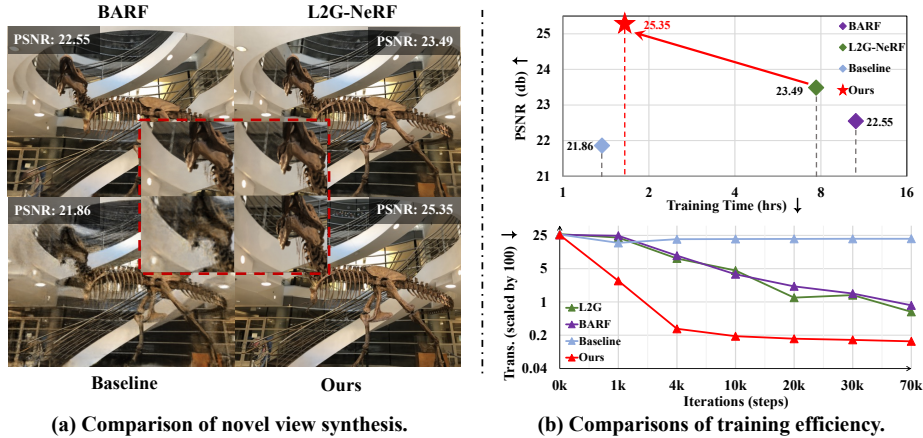 BARF
L2G-NeRF
PSNR: 22.55
PSNR: 23.49
PSNR: 21.86
PSNR: 25.35
Baseline
Ours
(a) Comparison of novel view synthesis.
PSNR (db) ↑
25
24
23
22
21
25.35
23.49
22.55
21.86
BARF
L2G-NeRF
Baseline
Ours
1
2
4
8
16
Training Time (hrs) ↓
Trans. (scaled by 100) ↓
25
5
1
0.2
0.04
L2G
BARF
Baseline
Ours
0k
1k
4k
10k
20k
30k
70k
Iterations (steps)
(b) Comparisons of training efficiency.